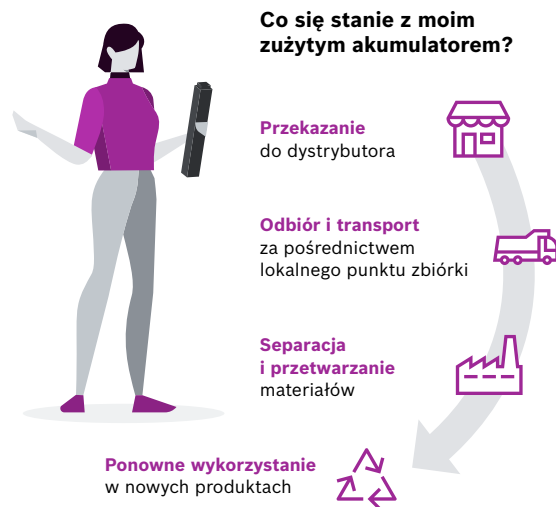 Co się stanie z moim
zużytym akumulatorem?
Przekazanie
do dystrybutora
Odbiór i transport
za pośrednictwem
lokalnego punktu zbiórki
Separacja
i przetwarzanie
materiałów
Ponowne wykorzystanie
w nowych produktach